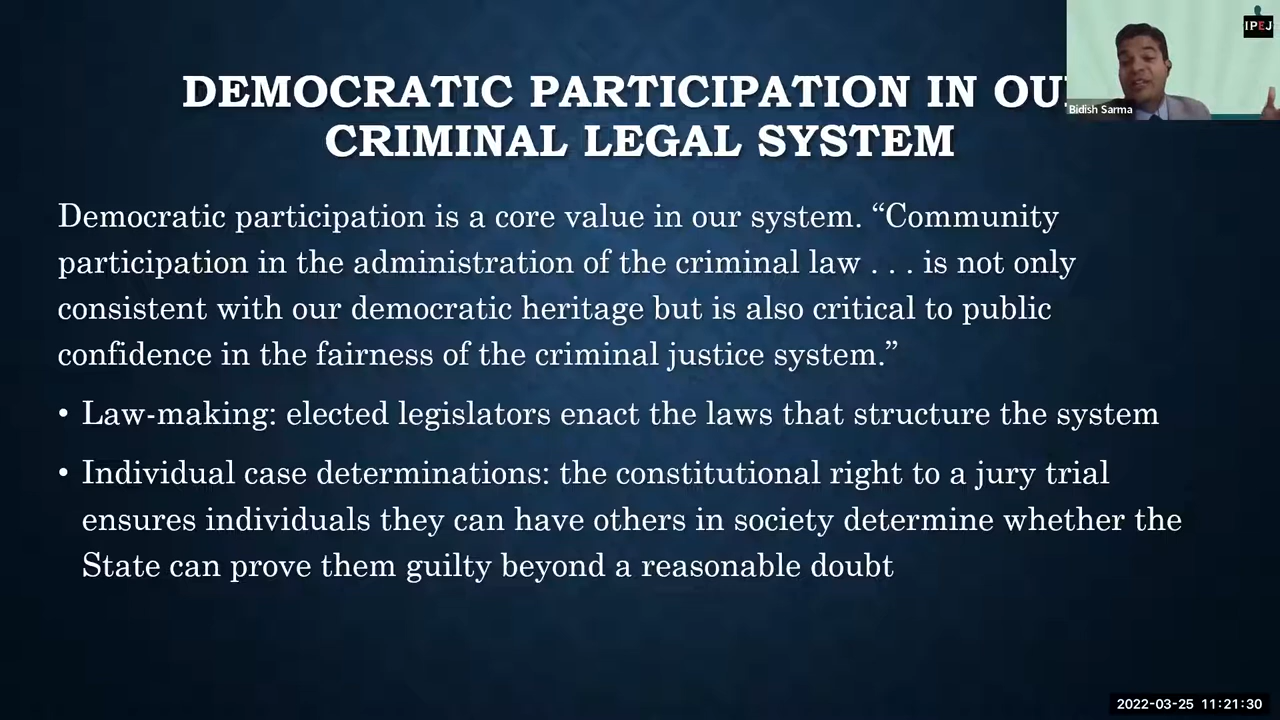 DEMOCRATIC PARTICIPATION IN OU
CRIMINAL LEGAL SYSTEM
Bidish Sarma
IPEJ
Democratic participation is a core value in our system. “Community
participation in the administration of the criminal law . . . is not only
consistent with our democratic heritage but is also critical to public
confidence in the fairness of the criminal justice system.”
• Law-making: elected legislators enact the laws that structure the system
• Individual case determinations: the constitutional right to a jury trial
ensures individuals they can have others in society determine whether the
State can prove them guilty beyond a reasonable doubt
2022-03-25 11:21:30